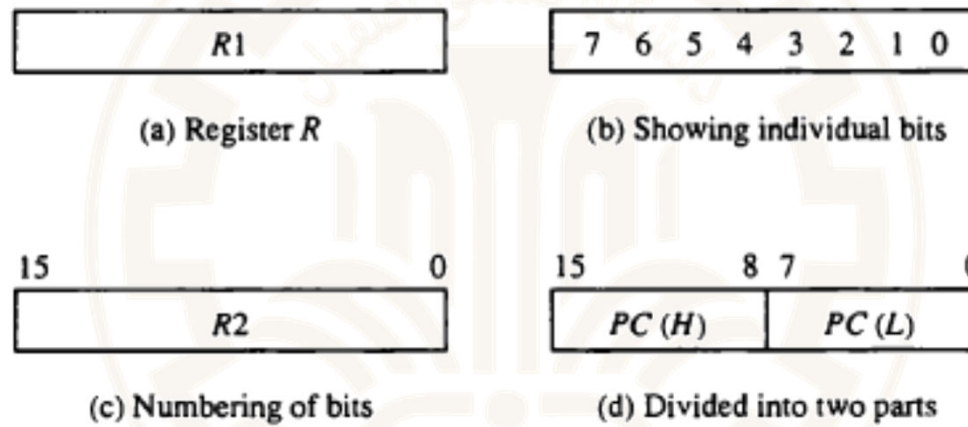 R1
7 6 5 4 3 2 1 0
(a) Register R
(b) Showing individual bits
15 0
15 8 7
R2
PC (H) PC (L)
(c) Numbering of bits
(d) Divided into two parts